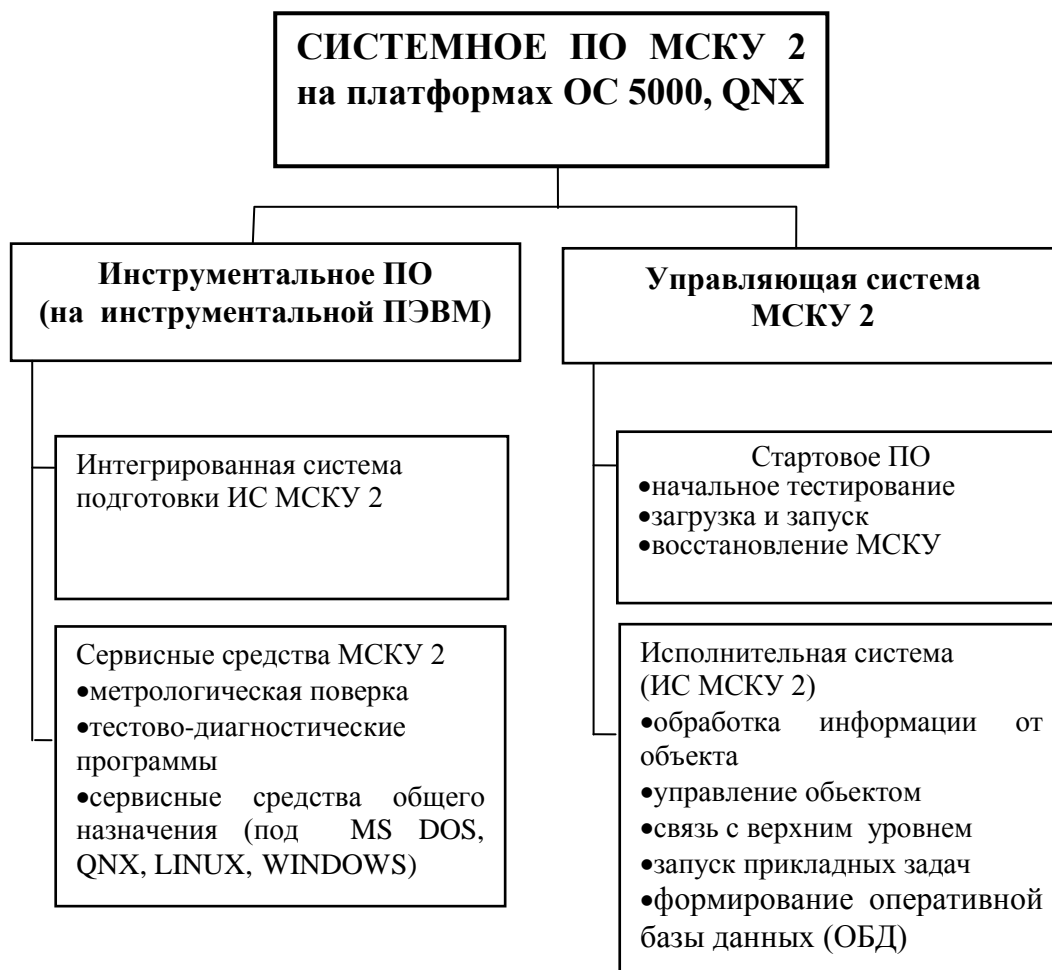 СИСТЕМНОЕ ПО МСКУ 2
на платформах ОС 5000, QNX
Инструментальное ПО
(на инструментальной ПЭВМ)
Управляющая система
МСКУ 2
Интегрированная система
подготовки ИС МСКУ 2
Стартовое ПО
•начальное тестирование
•загрузка и запуск
•восстановление МСКУ
Сервисные средства МСКУ 2
•метрологическая поверка
•тестово-диагностические
программы
•сервисные средства общего
назначения (под MS DOS,
QNX, LINUX, WINDOWS)
Исполнительная система
(ИС МСКУ 2)
•обработка информации от
объекта
•управление обьектом
•связь с верхним уровнем
•запуск прикладных задач
•формирование оперативной
базы данных (ОБД)